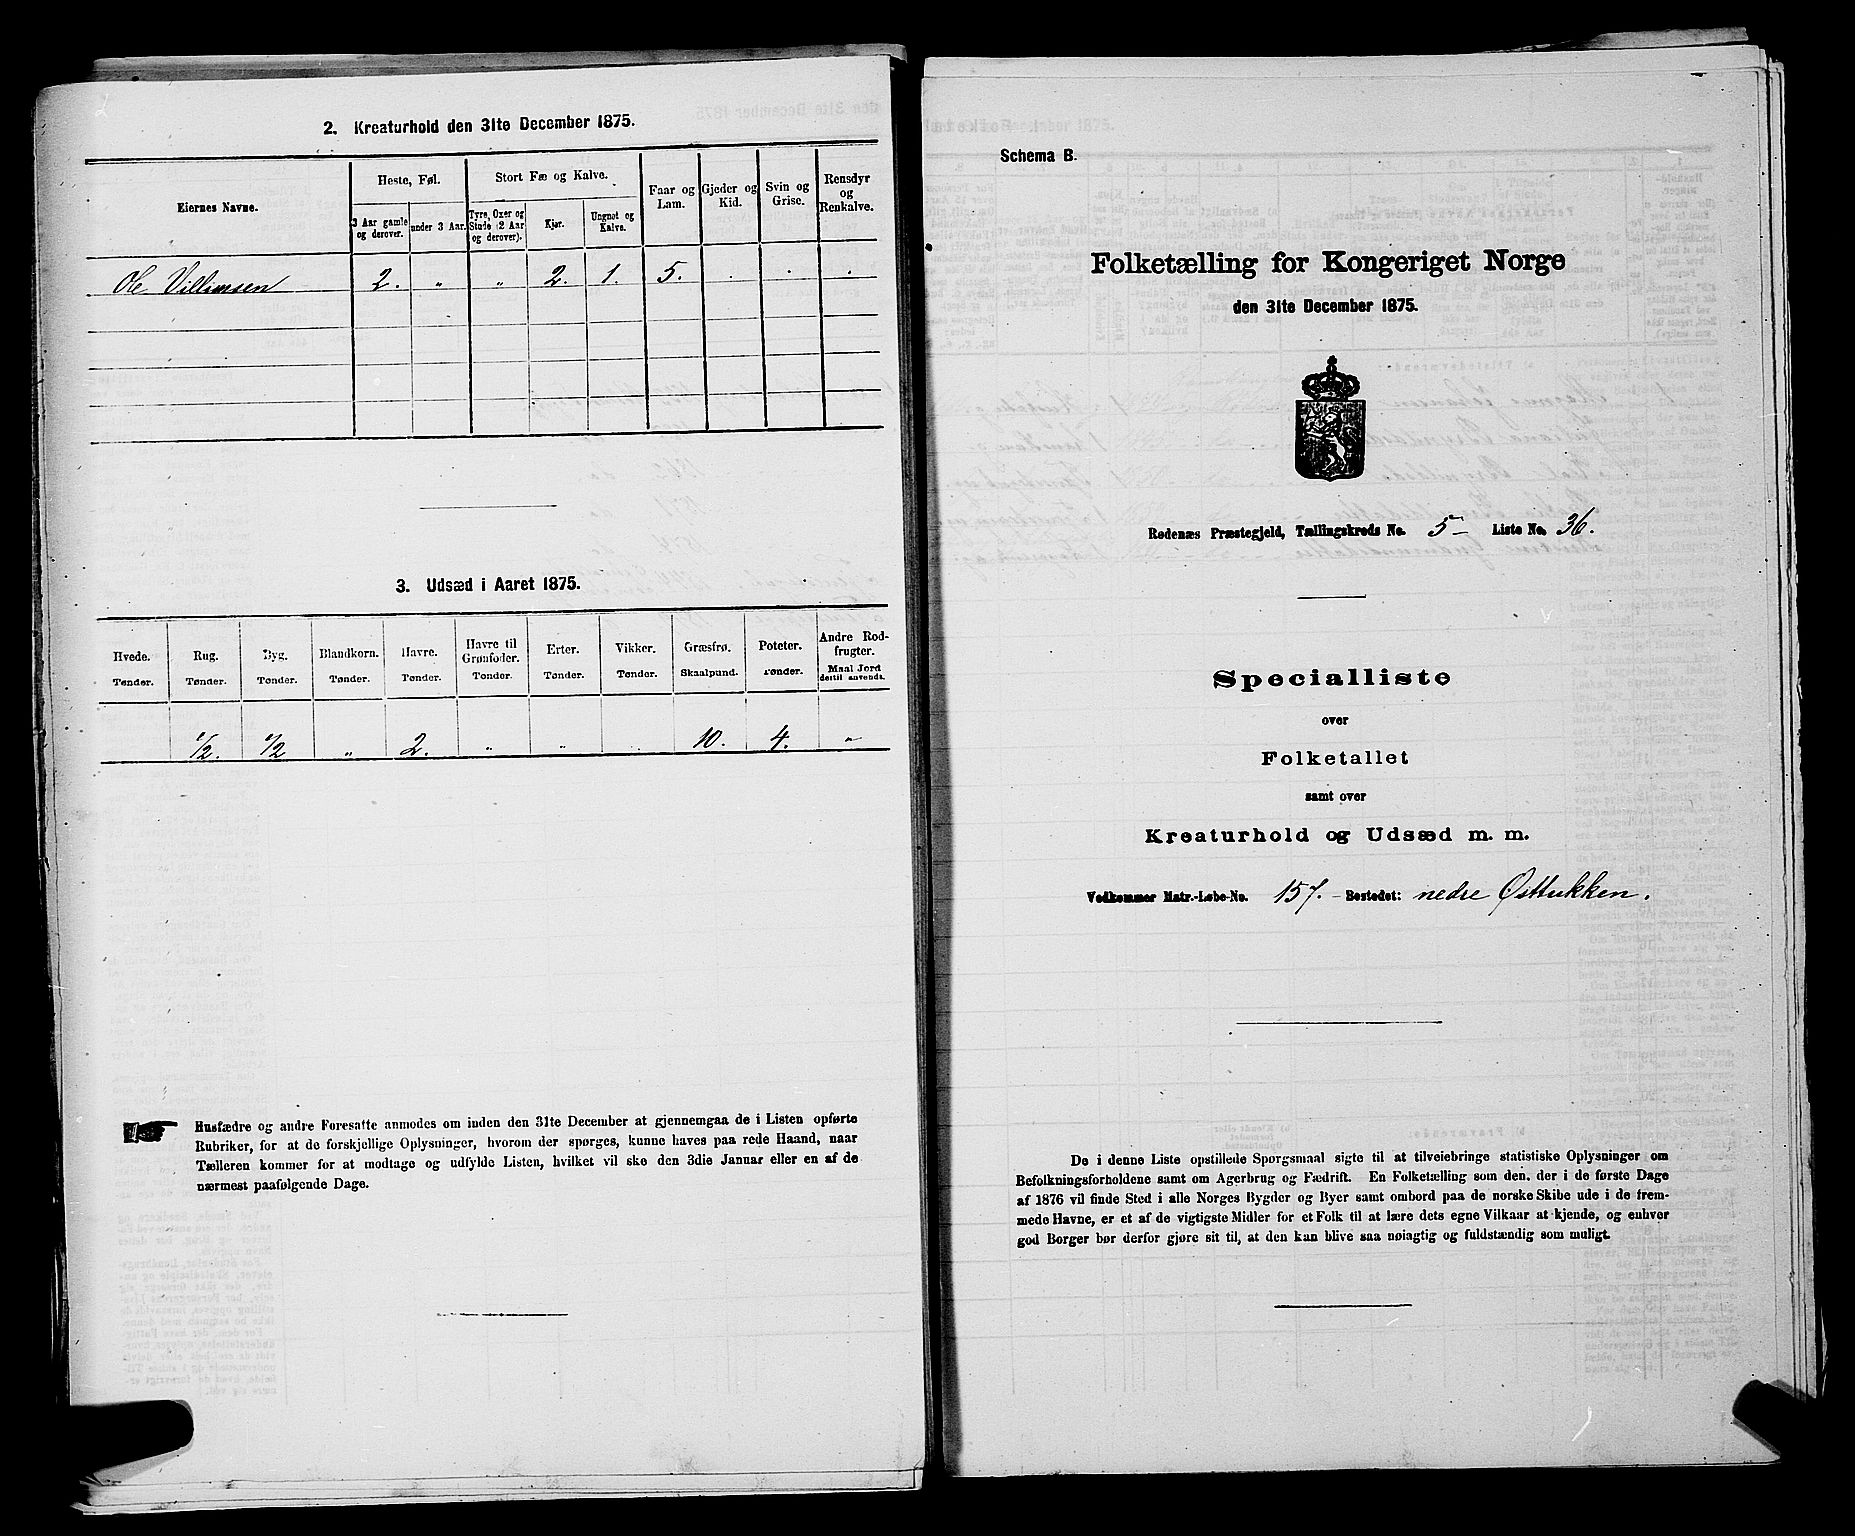 2. Kreaturhold den 31te December 1875.
Eiernes Navne.
Heste, Føl.
Stort Fæ og Kalve.
Faar og Lam.
Gjeder og Kid.
Svin og Grise.
Rensdyr og Renkalve.
3 Aar gamle og derover.
under 3 Aar.
Tyre, Oxer og Stude (2 Aar og derover).
Kjør.
Ungnøt og Kalve.
Ole Villumsen 2. " " 2. 1. 5. . . .
3. Udsæd i Aaret 1875.
Hvede. Rug. Byg. Blandkorn. Havre. Havre til Grønfoder. Erter. Vikker. Græsfrø. Poteter. Andre Rodfrugter.
Tønder. Tønder. Tønder. Tønder. Tønder. Tønder. Tønder. Tønder. Skaalpund. Tønder. Maal Jord dertil anvendt.
1/2. 1/2 " 2. " " . 10. 4. "
Husfædre og andre Foresatte anmodes om inden den 31te December at gjennemgaa de i Listen opførte
Rubriker, for at de forskjellige Oplysninger, hvorom der spørges, kunne haves paa rede Haand, naar
Tælleren kommer for at modtage og udfylde Listen, hvilket vil ske den 3die Januar eller en af de
nærmest paafølgende Dage.
Schema B.
Folketælling for Kongeriget Norge
den 31te December 1875.
Rødenæs Præstegjeld, Tællingskreds No. 5 - Liste No. 36.
Specialliste
over
Folketallet
samt over
Kreaturhold og Udsæd m. m.
Vedkommer Matr.-Løbe-No. 157. - Bostedet: nedre Østtukken.
De i denne Liste opstillede Spørgsmaal sigte til at tilveiebringe statistiske Oplysninger om
Befolkningsforholdene samt om Agerbrug og Fædrift. En Folketælling som den, der i de første Dage
af 1876 vil finde Sted i alle Norges Bygder og Byer samt ombord paa de norske Skibe ude i de frem-
mede Havne, er et af de vigtigste Midler for et Folk til at lære dets egne Vilkaar at kjende, og enhver
god Borger bør derfor gjøre sit til, at den kan blive saa nøiagtig og fuldstændig som muligt.